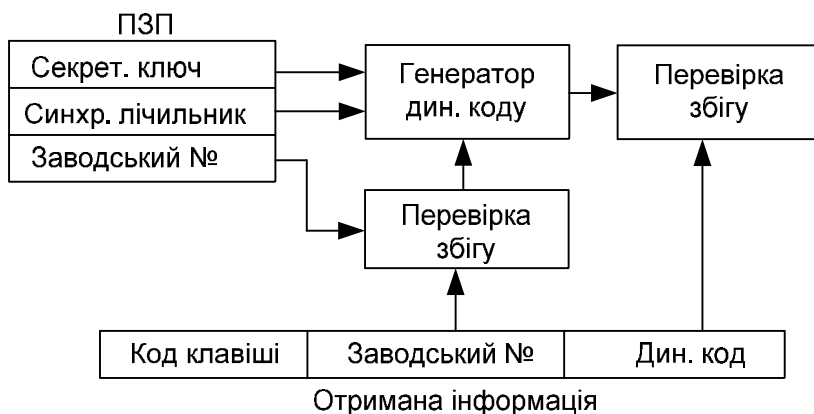 ПЗП
Секрет. ключ
Синхр. лічильник
Заводський №
Генератор
дин. коду
Перевірка
збігу
Перевірка
збігу
Код клавіші
Заводський №
Дин. код
Отримана інформація